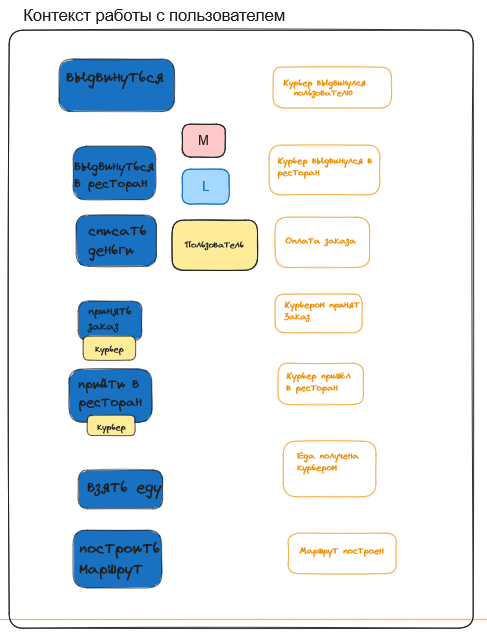 Контекст работы с пользователем
выдвинуться
Курьер выдвинулся
пользователю
M
выдвинуться
в ресторан
Курьер выдвинулся в
ресторан
L
списать
деньги
Пользователь
Оплата заказа
принять
заказ
Курьером принят
заказ
Курьер
прийти в
ресторан
Курьер пришёл
в ресторан
Курьер
Еда получена
курьером
взять еду
построить
маршрут
Маршрут построен